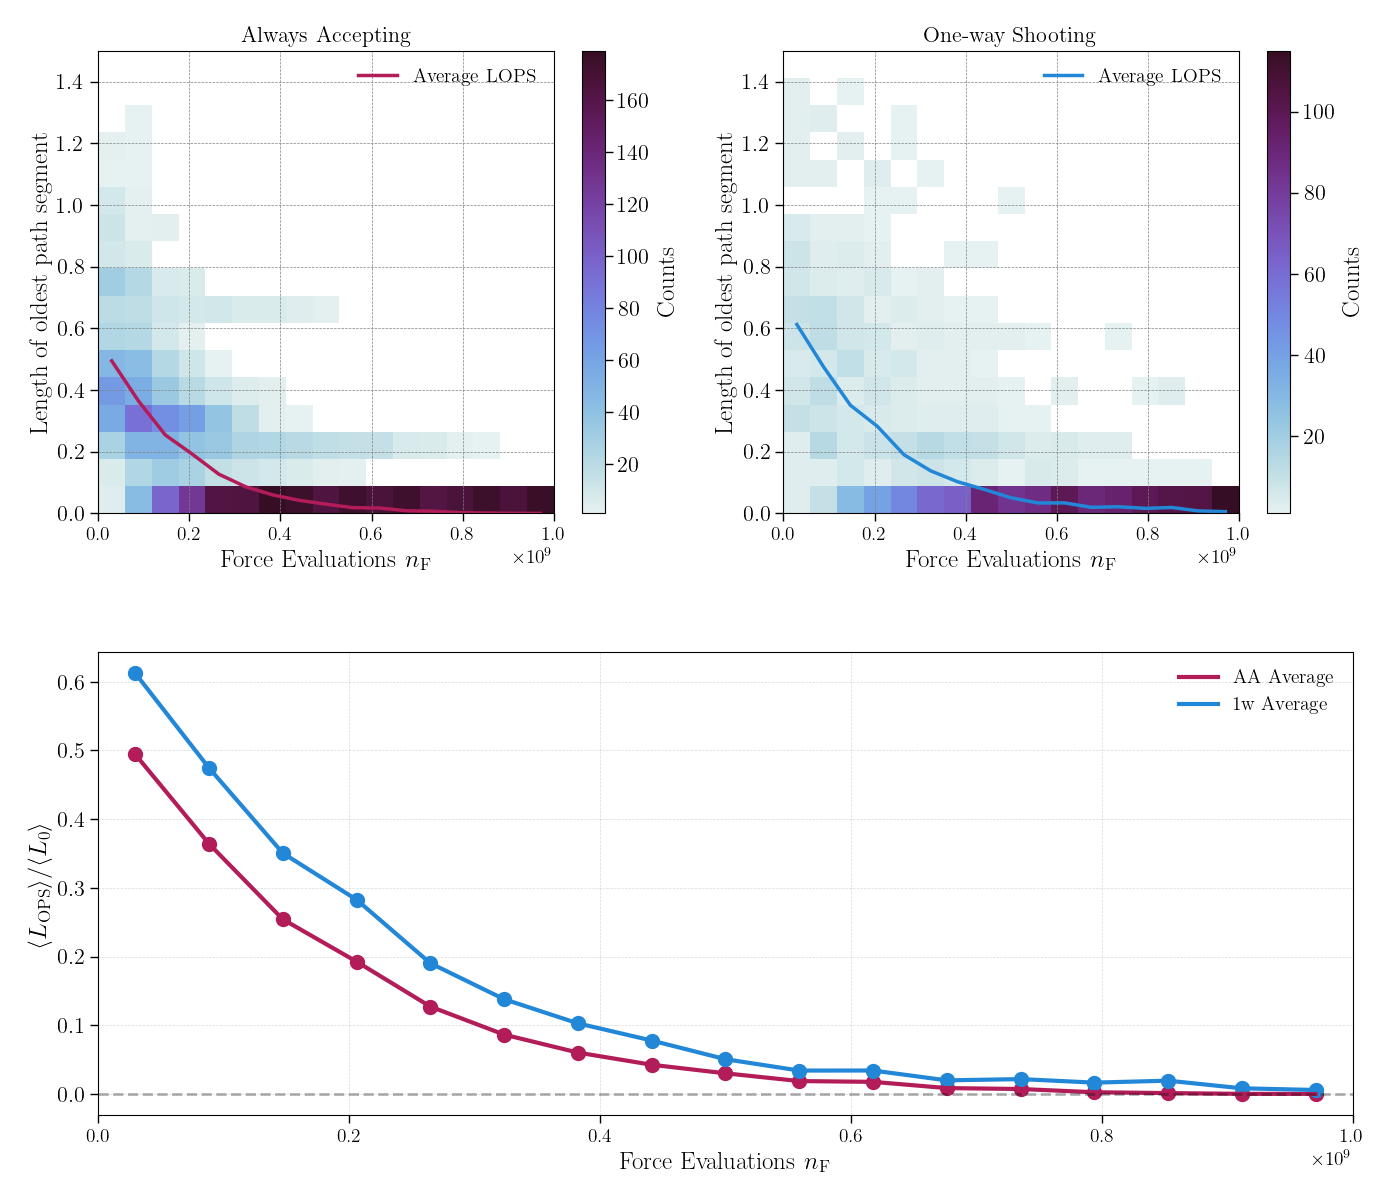 Always Accepting
Average LOPS
Length of oldest path segment
1.4
1.2
1.0
0.8
0.6
0.4
0.2
0.0
0.0 0.2 0.4 0.6 0.8 1.0
×10⁹
Force Evaluations n_F
160
140
120
100
80
60
40
20
Counts
One-way Shooting
Average LOPS
Length of oldest path segment
1.4
1.2
1.0
0.8
0.6
0.4
0.2
0.0
0.0 0.2 0.4 0.6 0.8 1.0
×10⁹
Force Evaluations n_F
100
80
60
40
20
Counts
AA Average
1w Average
⟨L_OPS⟩/⟨L_0⟩
0.6
0.5
0.4
0.3
0.2
0.1
0.0
0.0 0.2 0.4 0.6 0.8 1.0
×10⁹
Force Evaluations n_F